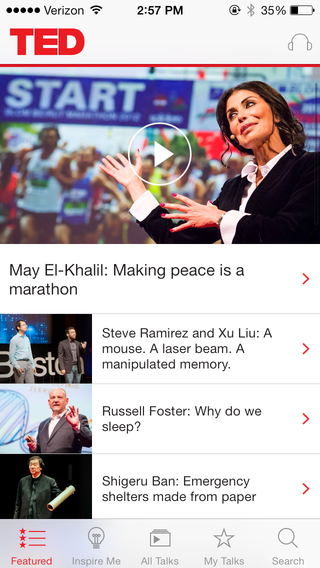 Verizon 2:57 PM 35%
TED
START
May El-Khalil: Making peace is a
marathon
Steve Ramirez and Xu Liu: A
mouse. A laser beam. A
manipulated memory.
Russell Foster: Why do we
sleep?
Shigeru Ban: Emergency
shelters made from paper
Featured Inspire Me All Talks My Talks Search